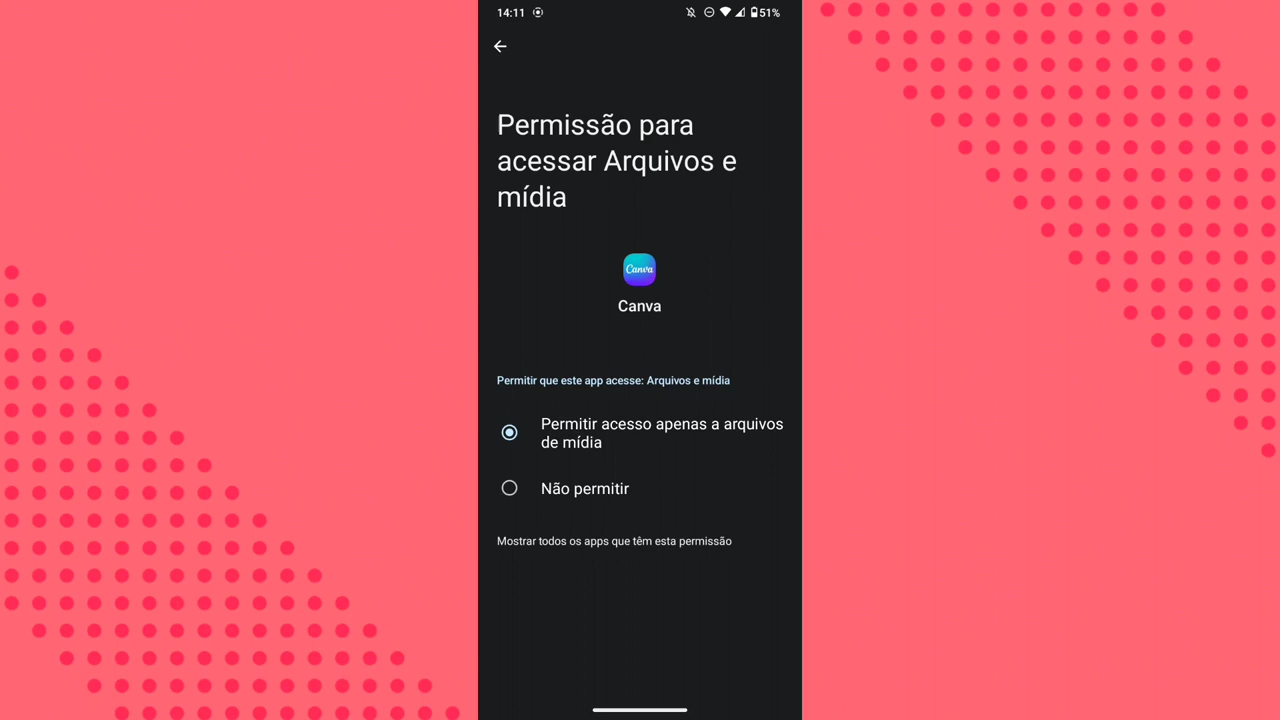 14:11 51%
Permissão para
acessar Arquivos e
mídia
Canva
Canva
Permitir que este app acesse: Arquivos e mídia
Permitir acesso apenas a arquivos
de mídia
Não permitir
Mostrar todos os apps que têm esta permissão